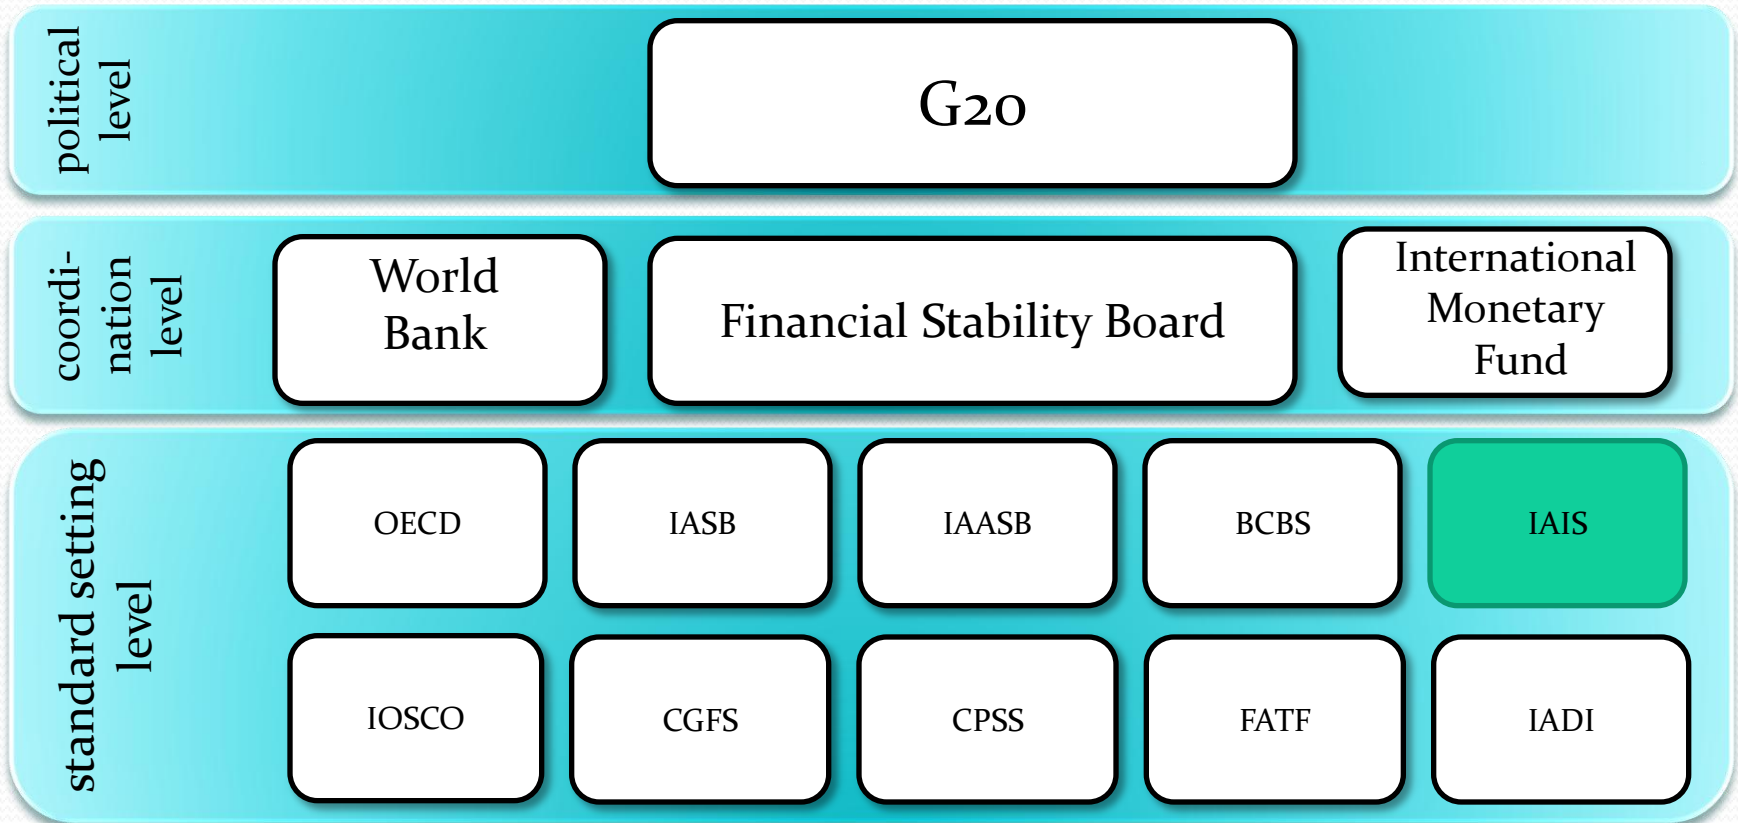 political
level
G20
coordi-
nation
level
World
Bank
Financial Stability Board
International
Monetary
Fund
standard setting
level
OECD
IASB
IAASB
BCBS
IAIS
IOSCO
CGFS
CPSS
FATF
IADI